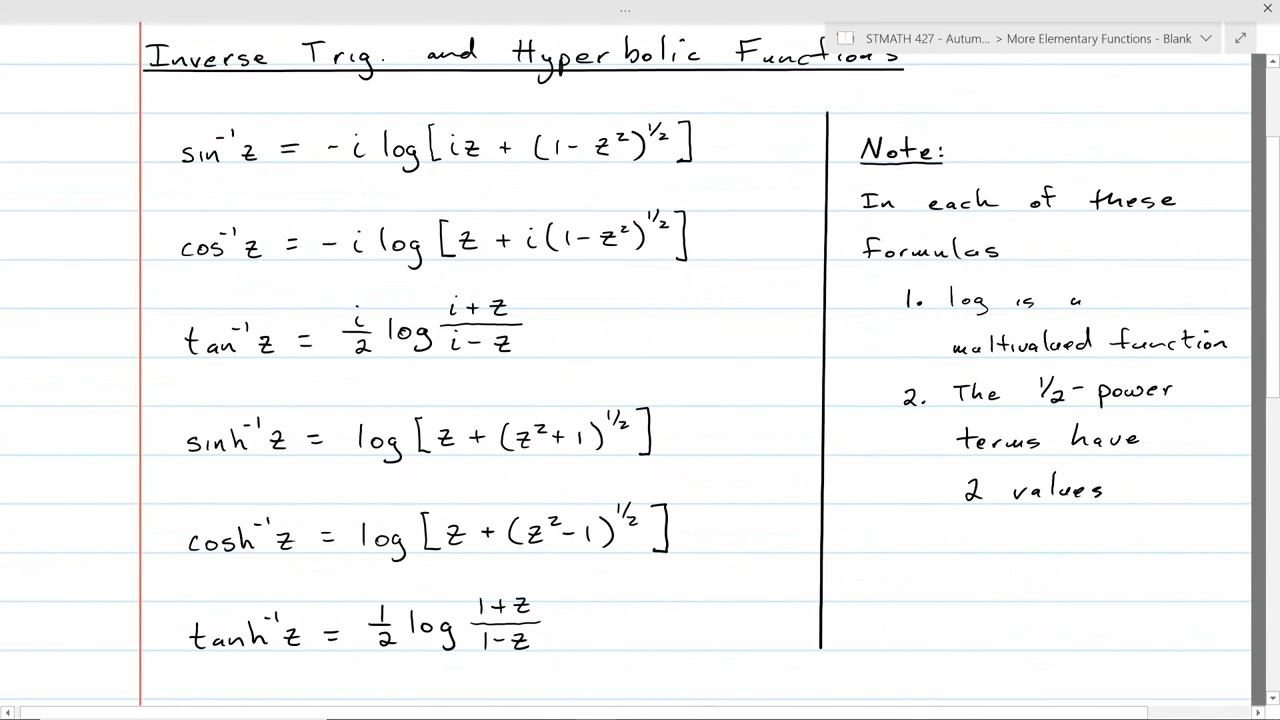 ...
STMATH 427 - Autum... > More Elementary Functions - Blank
Inverse Trig. and Hyperbolic Functions
sin⁻¹z = -i log[iz + (1-z²)^½]
cos⁻¹z = -i log[z + i(1-z²)^½]
tan⁻¹z = i/2 log (i+z)/(i-z)
sinh⁻¹z = log[z + (z²+1)^½]
cosh⁻¹z = log[z + (z²-1)^½]
tanh⁻¹z = 1/2 log (1+z)/(1-z)
Note:
In each of these
formulas
1. log is a
multivalued function
2. The ½-power
terms have
2 values